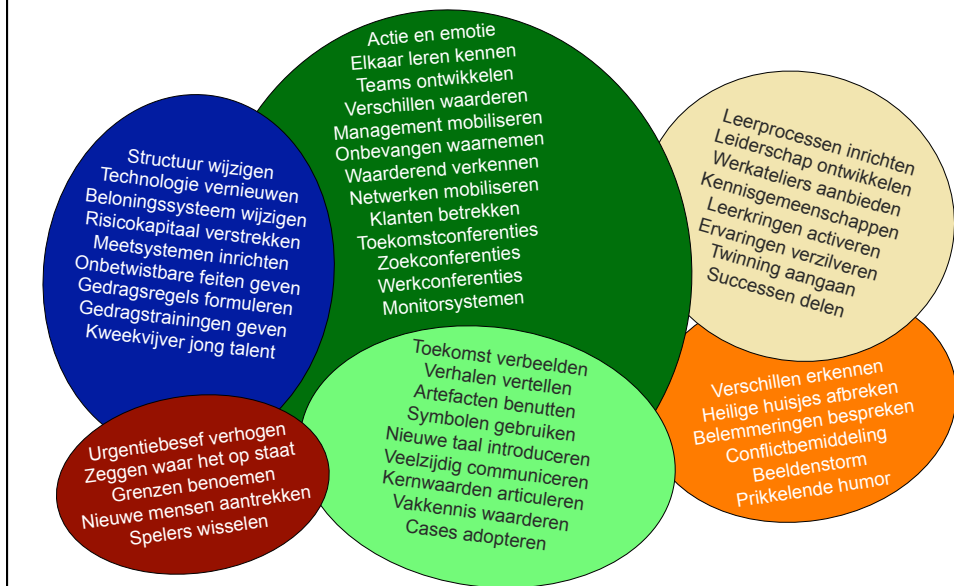 Actie en emotie
Elkaar leren kennen
Teams ontwikkelen
Verschillen waarderen
Management mobiliseren
Onbevangen waarnemen
Waarderend verkennen
Netwerken mobiliseren
Klanten betrekken
Toekomstconferenties
Zoekconferenties
Werkconferenties
Monitorsystemen
Structuur wijzigen
Technologie vernieuwen
Beloningssysteem wijzigen
Risicokapitaal verstrekken
Meetsystemen inrichten
Onbetwistbare feiten geven
Gedragsregels formuleren
Gedragstrainingen geven
Kweekvijver jong talent
Leerprocessen inrichten
Leiderschap ontwikkelen
Werkateliers aanbieden
Kennisgemeenschappen
Leerkringen activeren
Ervaringen verzilveren
Twinning aangaan
Successen delen
Urgentiebesef verhogen
Zeggen waar het op staat
Grenzen benoemen
Nieuwe mensen aantrekken
Spelers wisselen
Toekomst verbeelden
Verhalen vertellen
Artefacten benutten
Symbolen gebruiken
Nieuwe taal introduceren
Veelzijdig communiceren
Kernwaarden articuleren
Vakkennis waarderen
Cases adopteren
Verschillen erkennen
Heilige huisjes afbreken
Belemmeringen bespreken
Conflictbemiddeling
Beeldenstorm
Prikkelende humor